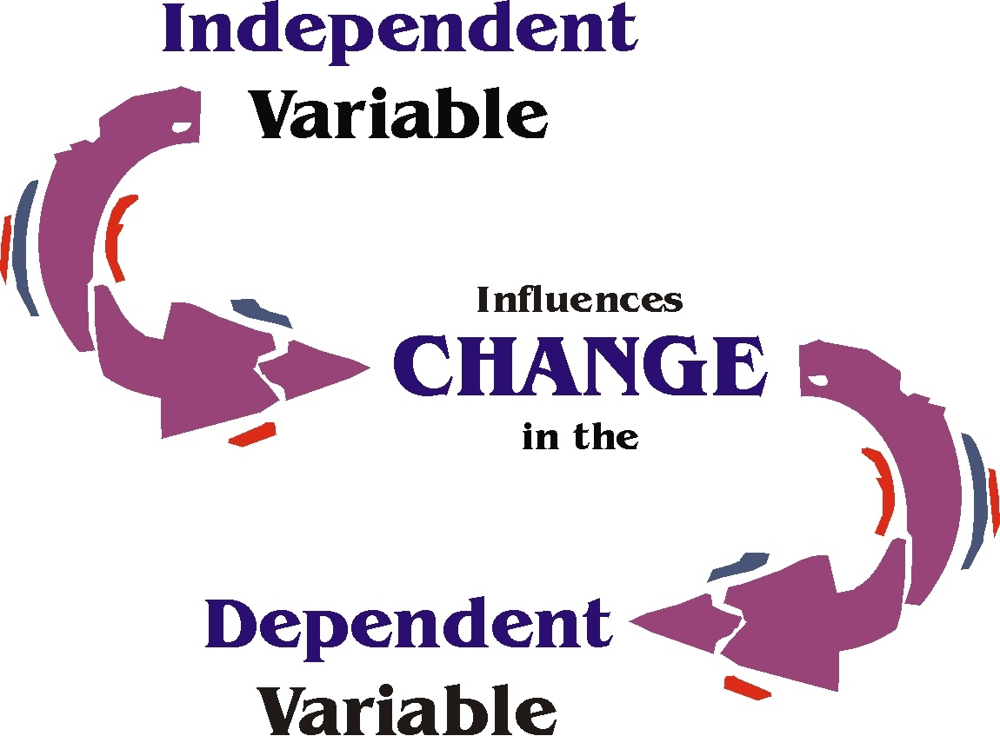 Independent
Variable
Influences
CHANGE
in the
Dependent
Variable